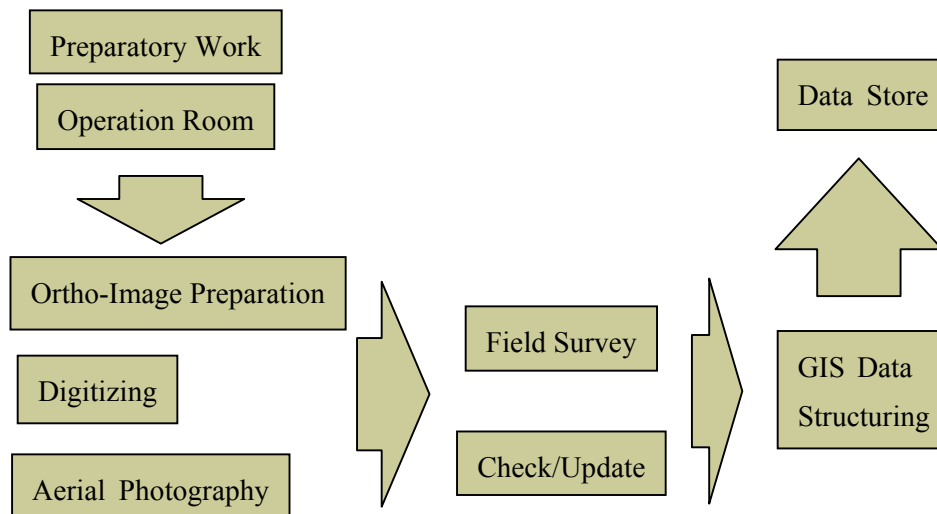 Preparatory Work
Operation Room
Ortho-Image Preparation
Digitizing
Aerial Photography
Field Survey
Check/Update
GIS Data
Structuring
Data Store